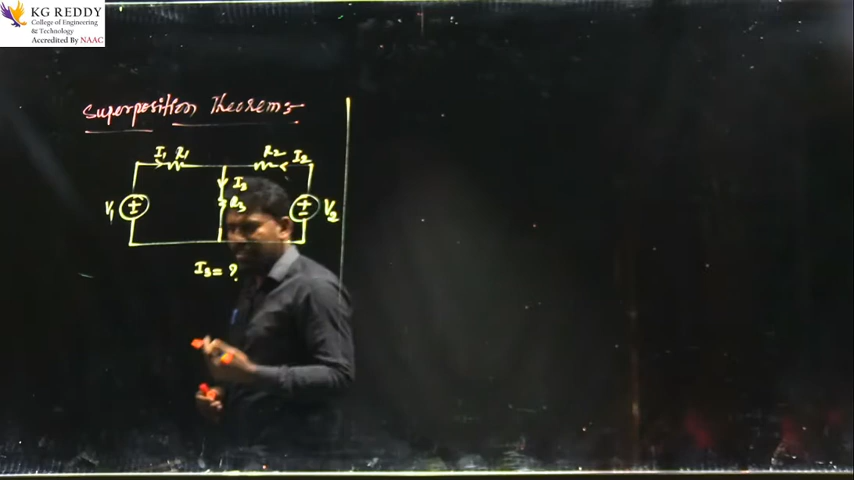 KG REDDY
College of Engineering
& Technology
Accredited By NAAC
Superposition Theorem :-
I1 R1 R2 I2
I3
V1 R3 V2
I3 = ?